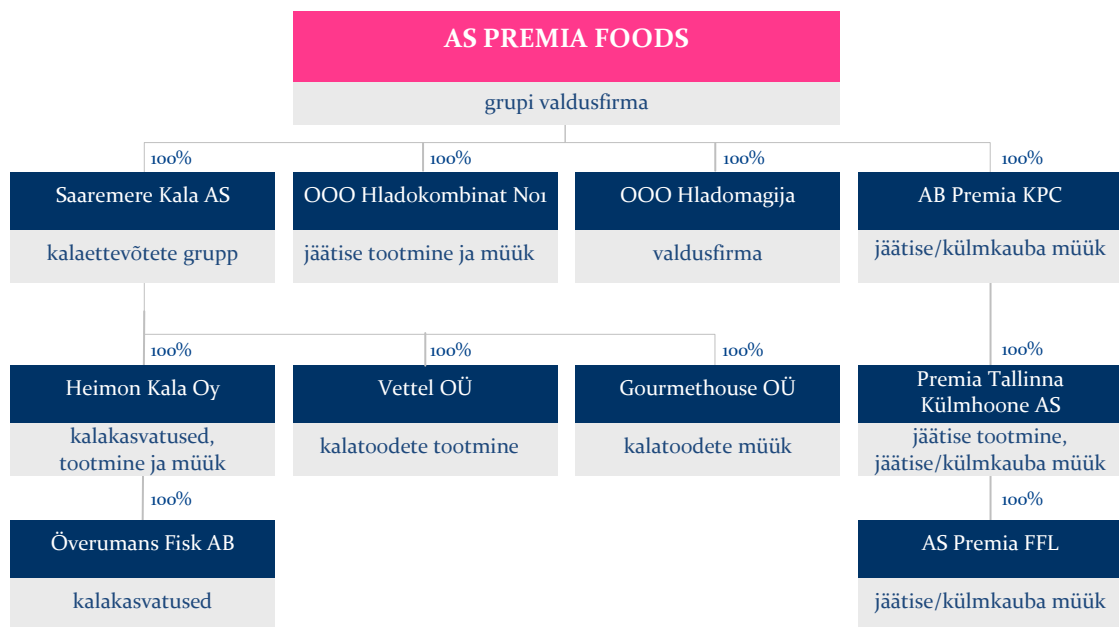 AS PREMIA FOODS
grupi valdusfirma
100%
100%
100%
100%
Saaremere Kala AS
OOO Hladokombinat No1
OOO Hladomagija
AB Premia KPC
kalaettevõtete grupp
jäätise tootmine ja müük
valdusfirma
jäätise/külmkauba müük
100%
100%
100%
100%
Heimon Kala Oy
Vettel OÜ
Gourmethouse OÜ
Premia Tallinna
Külmhoone AS
kalakasvatused,
tootmine ja müük
kalatoodete tootmine
kalatoodete müük
jäätise tootmine,
jäätise/külmkauba müük
100%
100%
Överumans Fisk AB
AS Premia FFL
kalakasvatused
jäätise/külmkauba müük